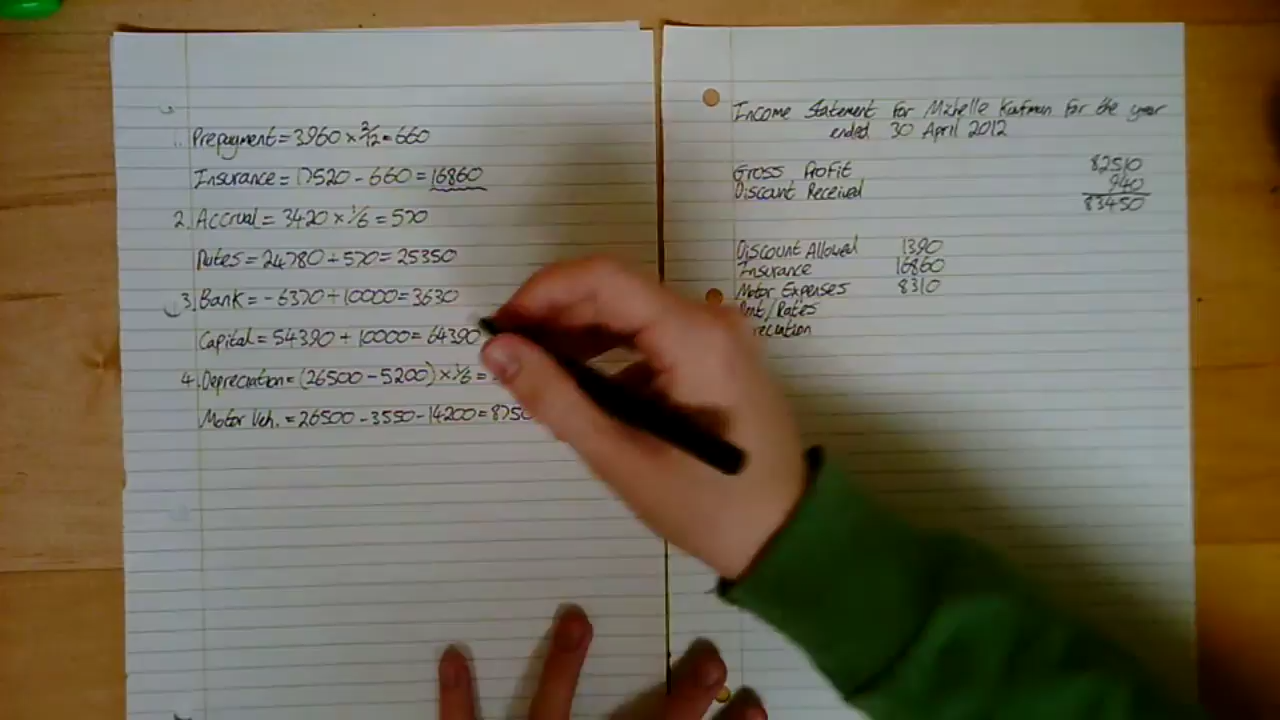 1. Prepayment = 3960 × 2/12 = 660
Insurance = 17520 - 660 = 16860
2. Accrual = 3420 × 1/6 = 570
Rates = 24780 + 570 = 25350
3. Bank = -6370 + 10000 = 3630
Capital = 54390 + 10000 = 64390
4. Depreciation = (26500 - 5200) × 1/6 =
Motor Veh. = 26500 - 3550 - 14200 = 8750
Income Statement For Michelle Kaufman For the year
ended 30 April 2012
Gross Profit 82510
Discount Received 940
83450
Discount Allowed 1390
Insurance 16860
Motor Expenses 8310
/Rates